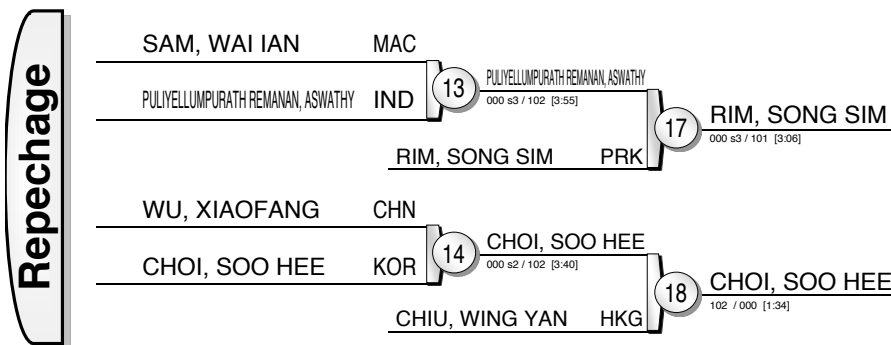 Repechage
SAM, WAI IAN MAC
PULIYELLUMPURATH REMANAN, ASWATHY IND
13
PULIYELLUMPURATH REMANAN, ASWATHY
000 s3 / 102 [3:55]
RIM, SONG SIM PRK
17
RIM, SONG SIM
000 s3 / 101 [3:06]
WU, XIAOFANG CHN
CHOI, SOO HEE KOR
14
CHOI, SOO HEE
000 s2 / 102 [3:40]
CHIU, WING YAN HKG
18
CHOI, SOO HEE
102 / 000 [1:34]